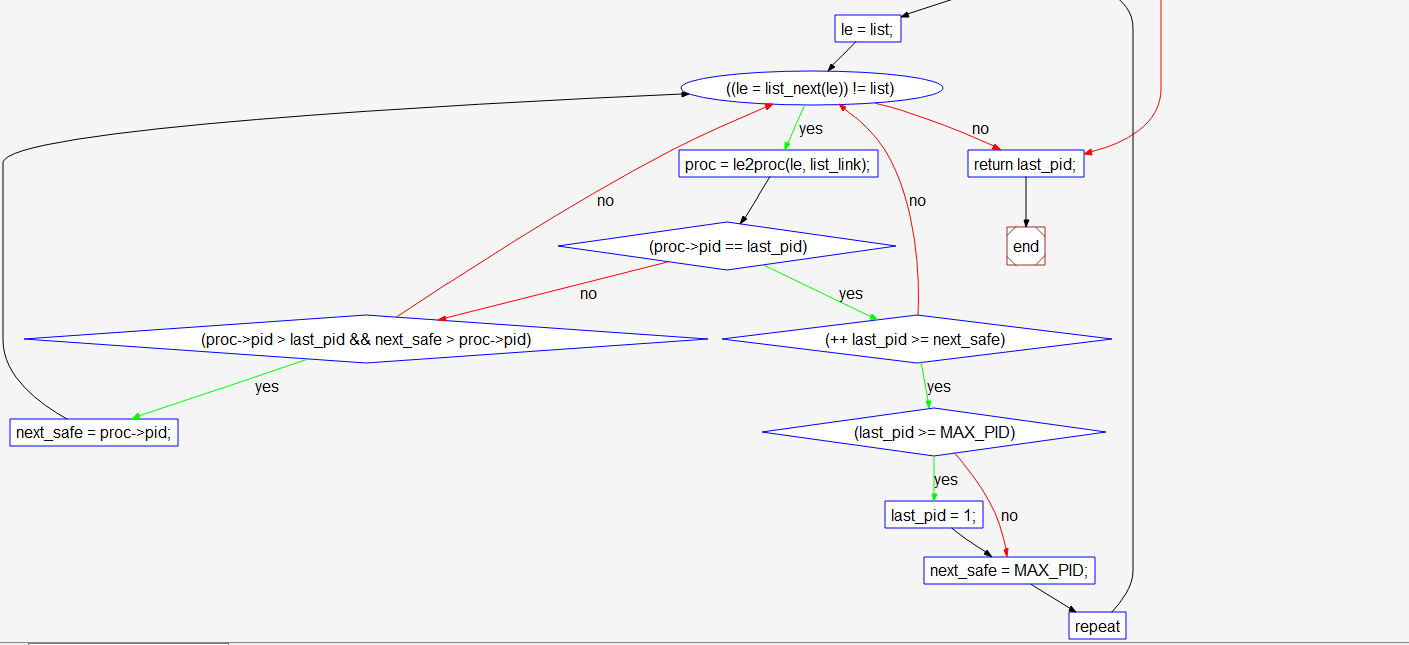 le = list;
((le = list_next(le)) != list)
yes
no
proc = le2proc(le, list_link);
return last_pid;
no
no
(proc->pid == last_pid)
end
no
yes
(proc->pid > last_pid && next_safe > proc->pid)
(++ last_pid >= next_safe)
yes
yes
next_safe = proc->pid;
(last_pid >= MAX_PID)
yes
last_pid = 1;
no
next_safe = MAX_PID;
repeat